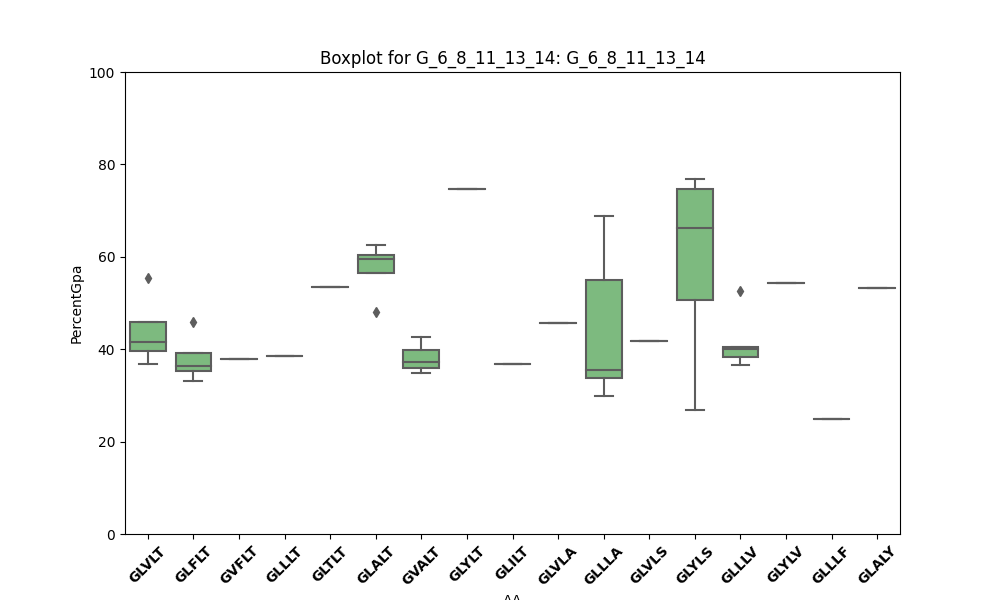 Boxplot for G_6_8_11_13_14: G_6_8_11_13_14
100
80
60
40
20
0
PercentGpa
GLVLT
GLFLT
GVFLT
GLLLT
GLTLT
GLALT
GVALT
GLYLT
GLILT
GLVLA
GLLLA
GLVLS
GLYLS
GLLLV
GLYLV
GLLLF
GLALY
AA